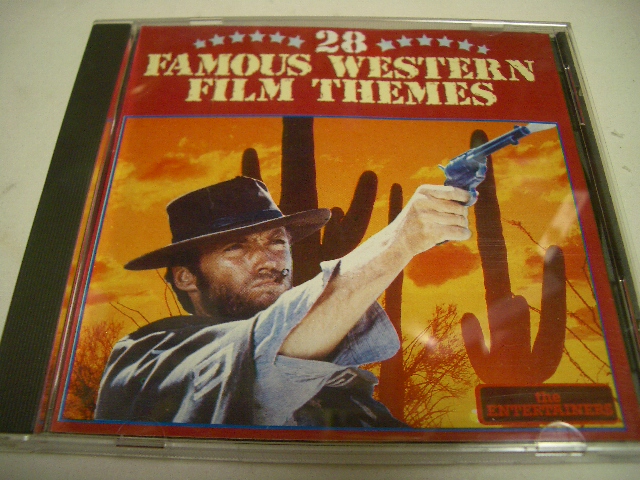 28
FAMOUS WESTERN
FILM THEMES
the
ENTERTAINERS